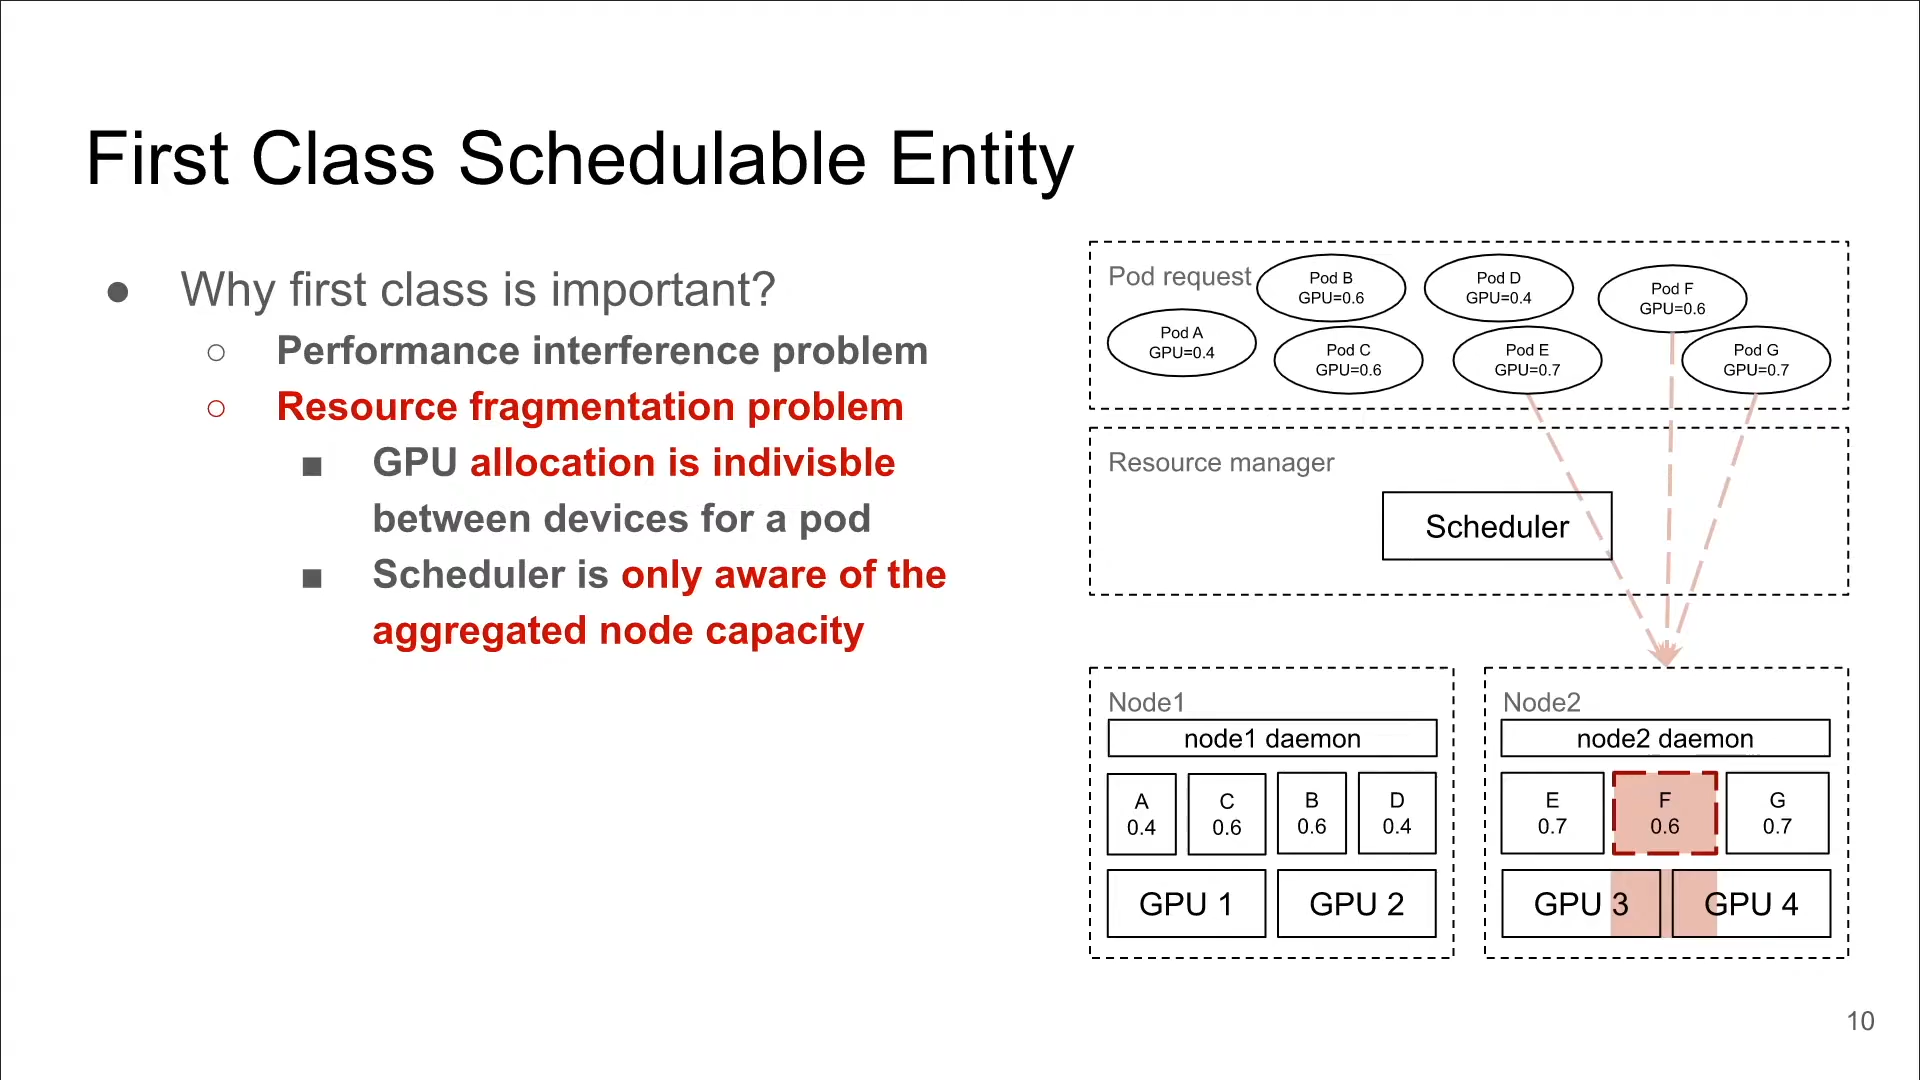 First Class Schedulable Entity
● Why first class is important?
○ Performance interference problem
○ Resource fragmentation problem
■ GPU allocation is indivisble
between devices for a pod
■ Scheduler is only aware of the
aggregated node capacity
Pod request
Pod A
GPU=0.4
Pod B
GPU=0.6
Pod C
GPU=0.6
Pod D
GPU=0.4
Pod E
GPU=0.7
Pod F
GPU=0.6
Pod G
GPU=0.7
Resource manager
Scheduler
Node1
node1 daemon
A
0.4
C
0.6
B
0.6
D
0.4
GPU 1
GPU 2
Node2
node2 daemon
E
0.7
F
0.6
G
0.7
GPU 3
GPU 4
10